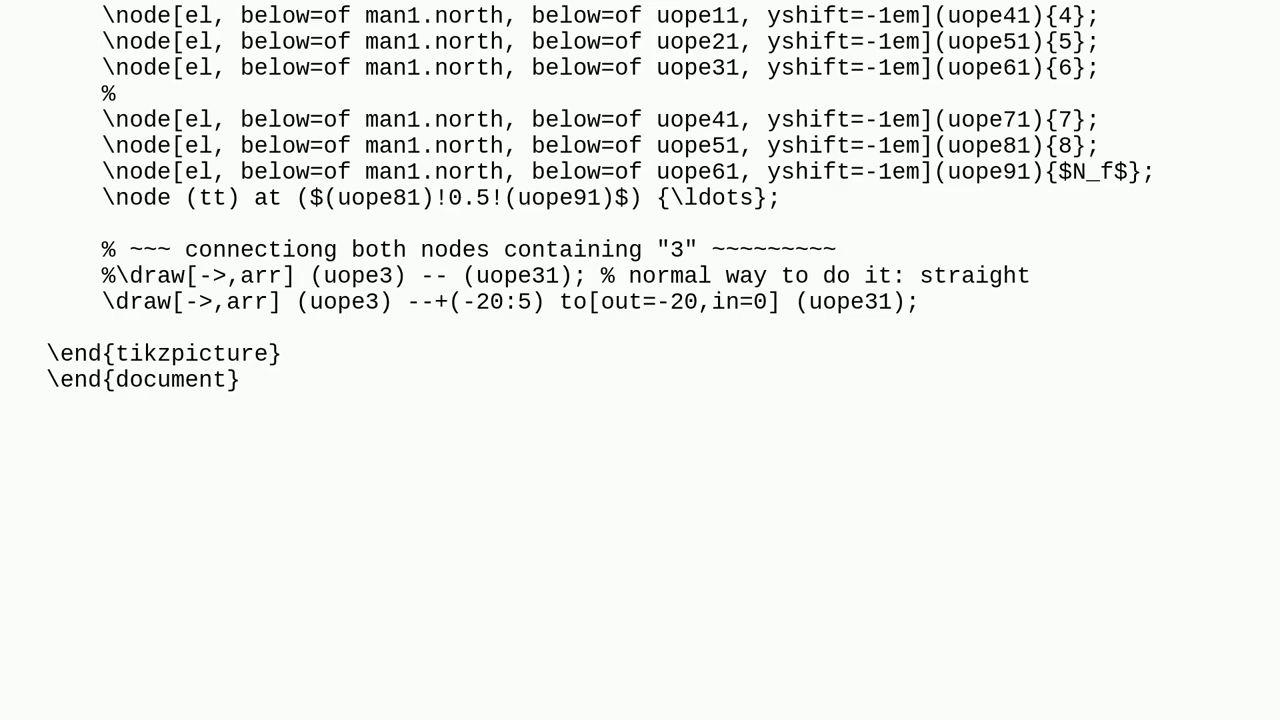 \node[el, below=of man1.north, below=of uope11, yshift=-1em](uope41){4};
\node[el, below=of man1.north, below=of uope21, yshift=-1em](uope51){5};
\node[el, below=of man1.north, below=of uope31, yshift=-1em](uope61){6};
%
\node[el, below=of man1.north, below=of uope41, yshift=-1em](uope71){7};
\node[el, below=of man1.north, below=of uope51, yshift=-1em](uope81){8};
\node[el, below=of man1.north, below=of uope61, yshift=-1em](uope91){$N_f$};
\node (tt) at ($(uope81)!0.5!(uope91)$) {\ldots};
% ~~~ connectiong both nodes containing "3" ~~~~~~~~~
%\draw[->,arr] (uope3) -- (uope31); % normal way to do it: straight
\draw[->,arr] (uope3) --+(-20:5) to[out=-20,in=0] (uope31);
\end{tikzpicture}
\end{document}